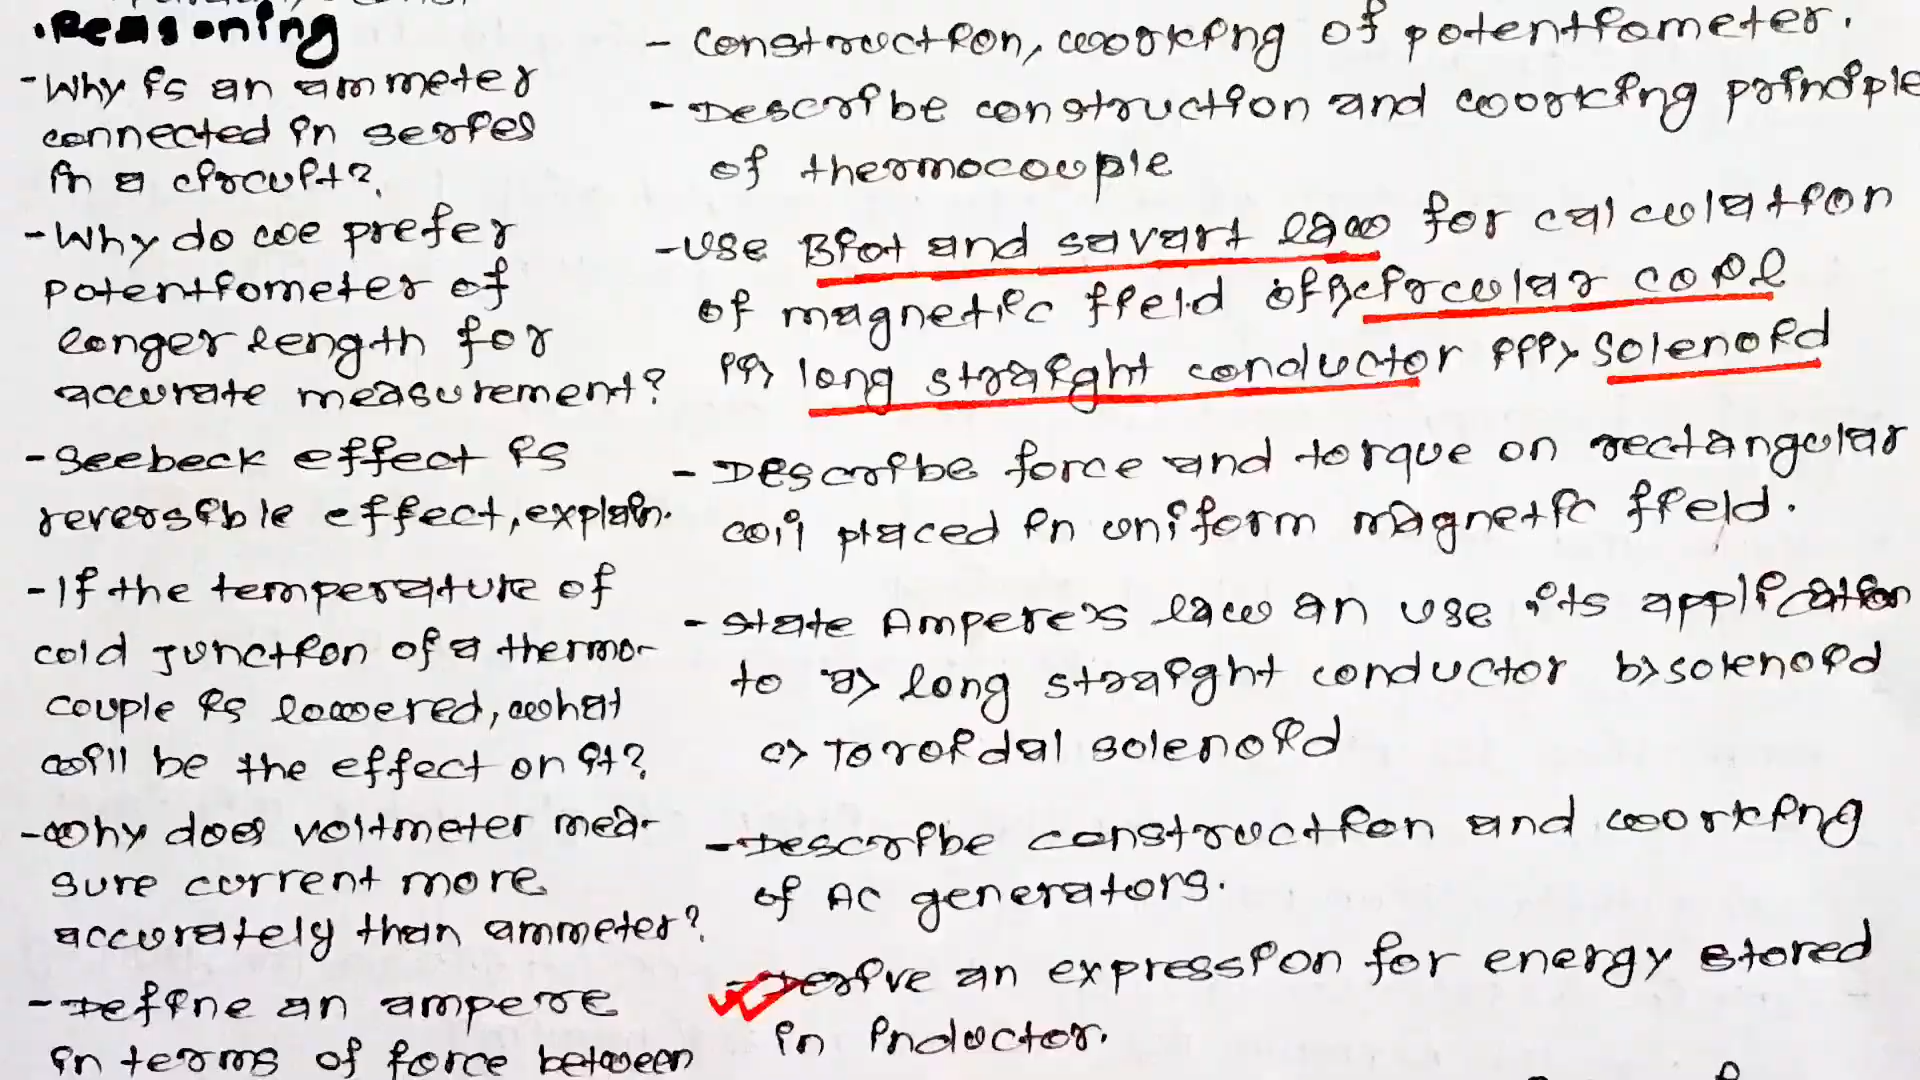 • Reasoning
- Why is an ammeter
connected in series
in a circuit?
- Why do we prefer
potentiometer of
longer length for
accurate measurement?
- Seebeck effect is
reversible effect, explain.
- If the temperature of
cold junction of a thermo-
couple is lowered, what
will be the effect on it?
- Why does voltmeter mea-
sure current more
accurately than ammeter?
- Define an ampere
in terms of force between
- Construction, working of potentiometer.
- Describe construction and working principle
of thermocouple
- Use Biot and savart law for calculation
of magnetic field of i> circular coil
ii> long straight conductor iii> solenoid
- Describe force and torque on rectangular
coil placed in uniform magnetic field.
- State Ampere's law an use its application
to a> long straight conductor b> solenoid
c> Toroidal solenoid
- Describe construction and working
of AC generators.
- Derive an expression for energy stored
in inductor.